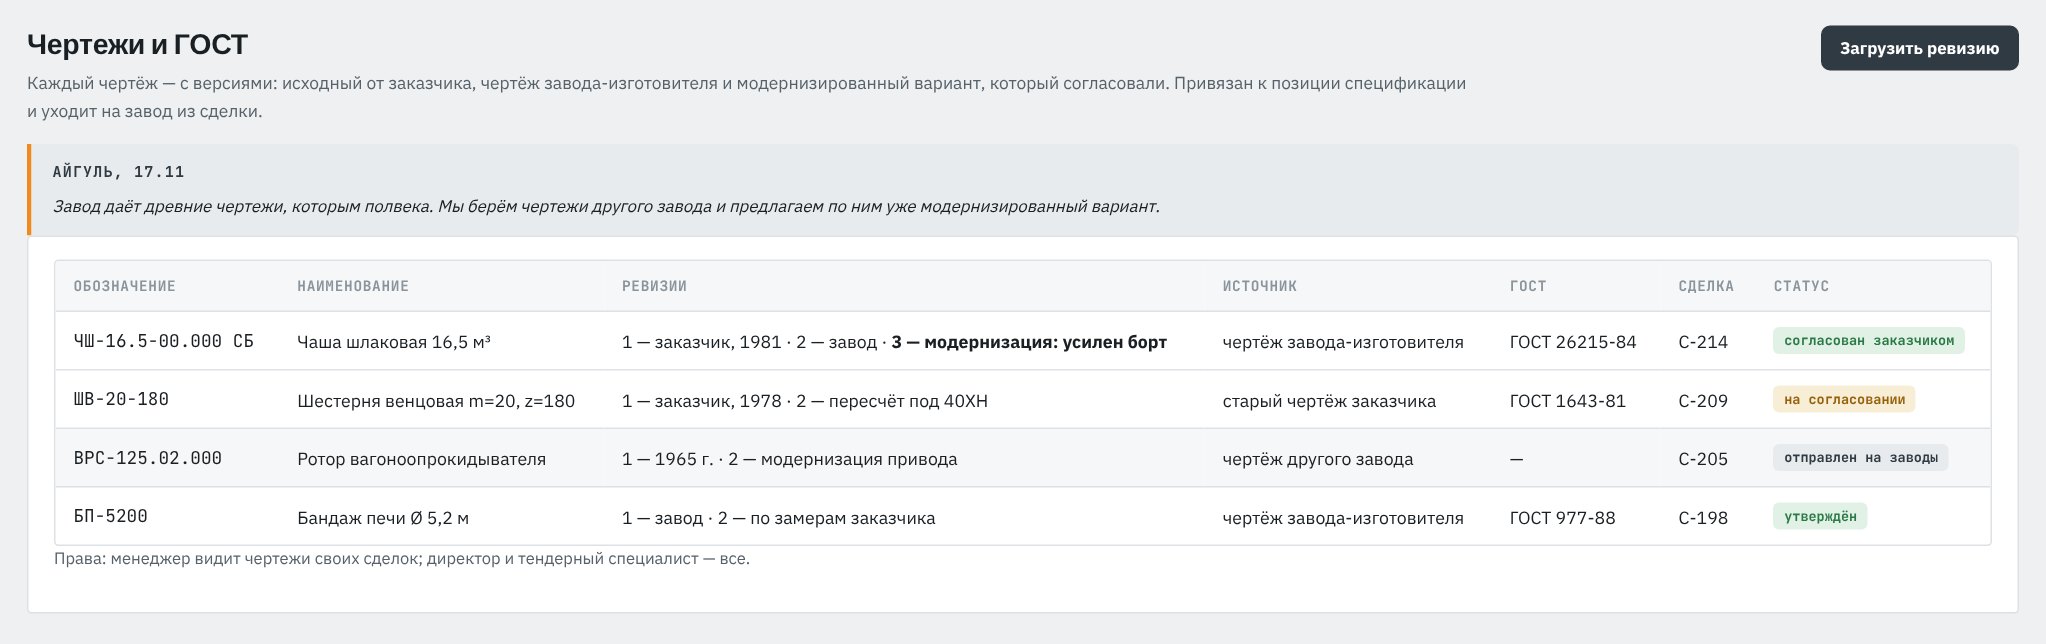 Чертежи и ГОСТ
Загрузить ревизию
Каждый чертёж — с версиями: исходный от заказчика, чертёж завода-изготовителя и модернизированный вариант, который согласовали. Привязан к позиции спецификации
и уходит на завод из сделки.
АЙГУЛЬ, 17.11
Завод даёт древние чертежи, которым полвека. Мы берём чертежи другого завода и предлагаем по ним уже модернизированный вариант.
ОБОЗНАЧЕНИЕ НАИМЕНОВАНИЕ РЕВИЗИИ ИСТОЧНИК ГОСТ СДЕЛКА СТАТУС
ЧШ-16.5-00.000 СБ Чаша шлаковая 16,5 м³ 1 — заказчик, 1981 · 2 — завод · 3 — модернизация: усилен борт чертёж завода-изготовителя ГОСТ 26215-84 С-214 согласован заказчиком
ШВ-20-180 Шестерня венцовая m=20, z=180 1 — заказчик, 1978 · 2 — пересчёт под 40ХН старый чертёж заказчика ГОСТ 1643-81 С-209 на согласовании
ВРС-125.02.000 Ротор вагоноопрокидывателя 1 — 1965 г. · 2 — модернизация привода чертёж другого завода — С-205 отправлен на заводы
БП-5200 Бандаж печи Ø 5,2 м 1 — завод · 2 — по замерам заказчика чертёж завода-изготовителя ГОСТ 977-88 С-198 утверждён
Права: менеджер видит чертежи своих сделок; директор и тендерный специалист — все.